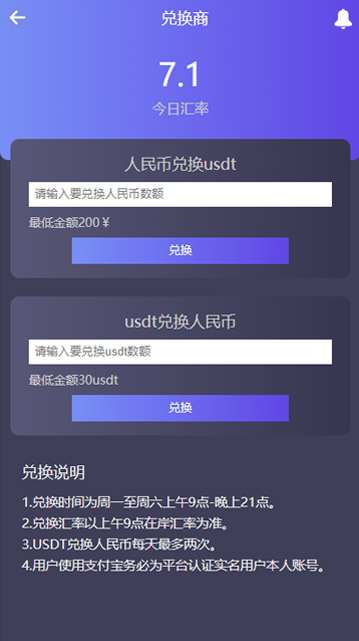 兑换商
7.1
今日汇率
人民币兑换usdt
请输入要兑换人民币数额
最低金额200￥
兑换
usdt兑换人民币
请输入要兑换usdt数额
最低金额30usdt
兑换
兑换说明
1.兑换时间为周一至周六上午9点-晚上21点。
2.兑换汇率以上午9点在岸汇率为准。
3.USDT兑换人民币每天最多两次。
4.用户使用支付宝务必为平台认证实名用户本人账号。